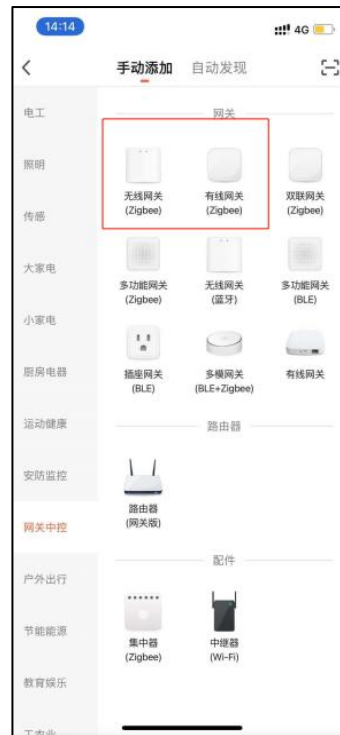 14:14
4G
手动添加 自动发现
电工
照明
传感
大家电
小家电
厨房电器
运动健康
安防监控
网关中控
户外出行
节能能源
教育娱乐
工农业
网关
无线网关
(Zigbee)
有线网关
(Zigbee)
双联网关
(Zigbee)
多功能网关
(Zigbee)
无线网关
(蓝牙)
多功能网关
(BLE)
插座网关
(BLE)
多模网关
(BLE+Zigbee)
有线网关
路由器
路由器
(网关版)
配件
集中器
(Zigbee)
中继器
(Wi-Fi)